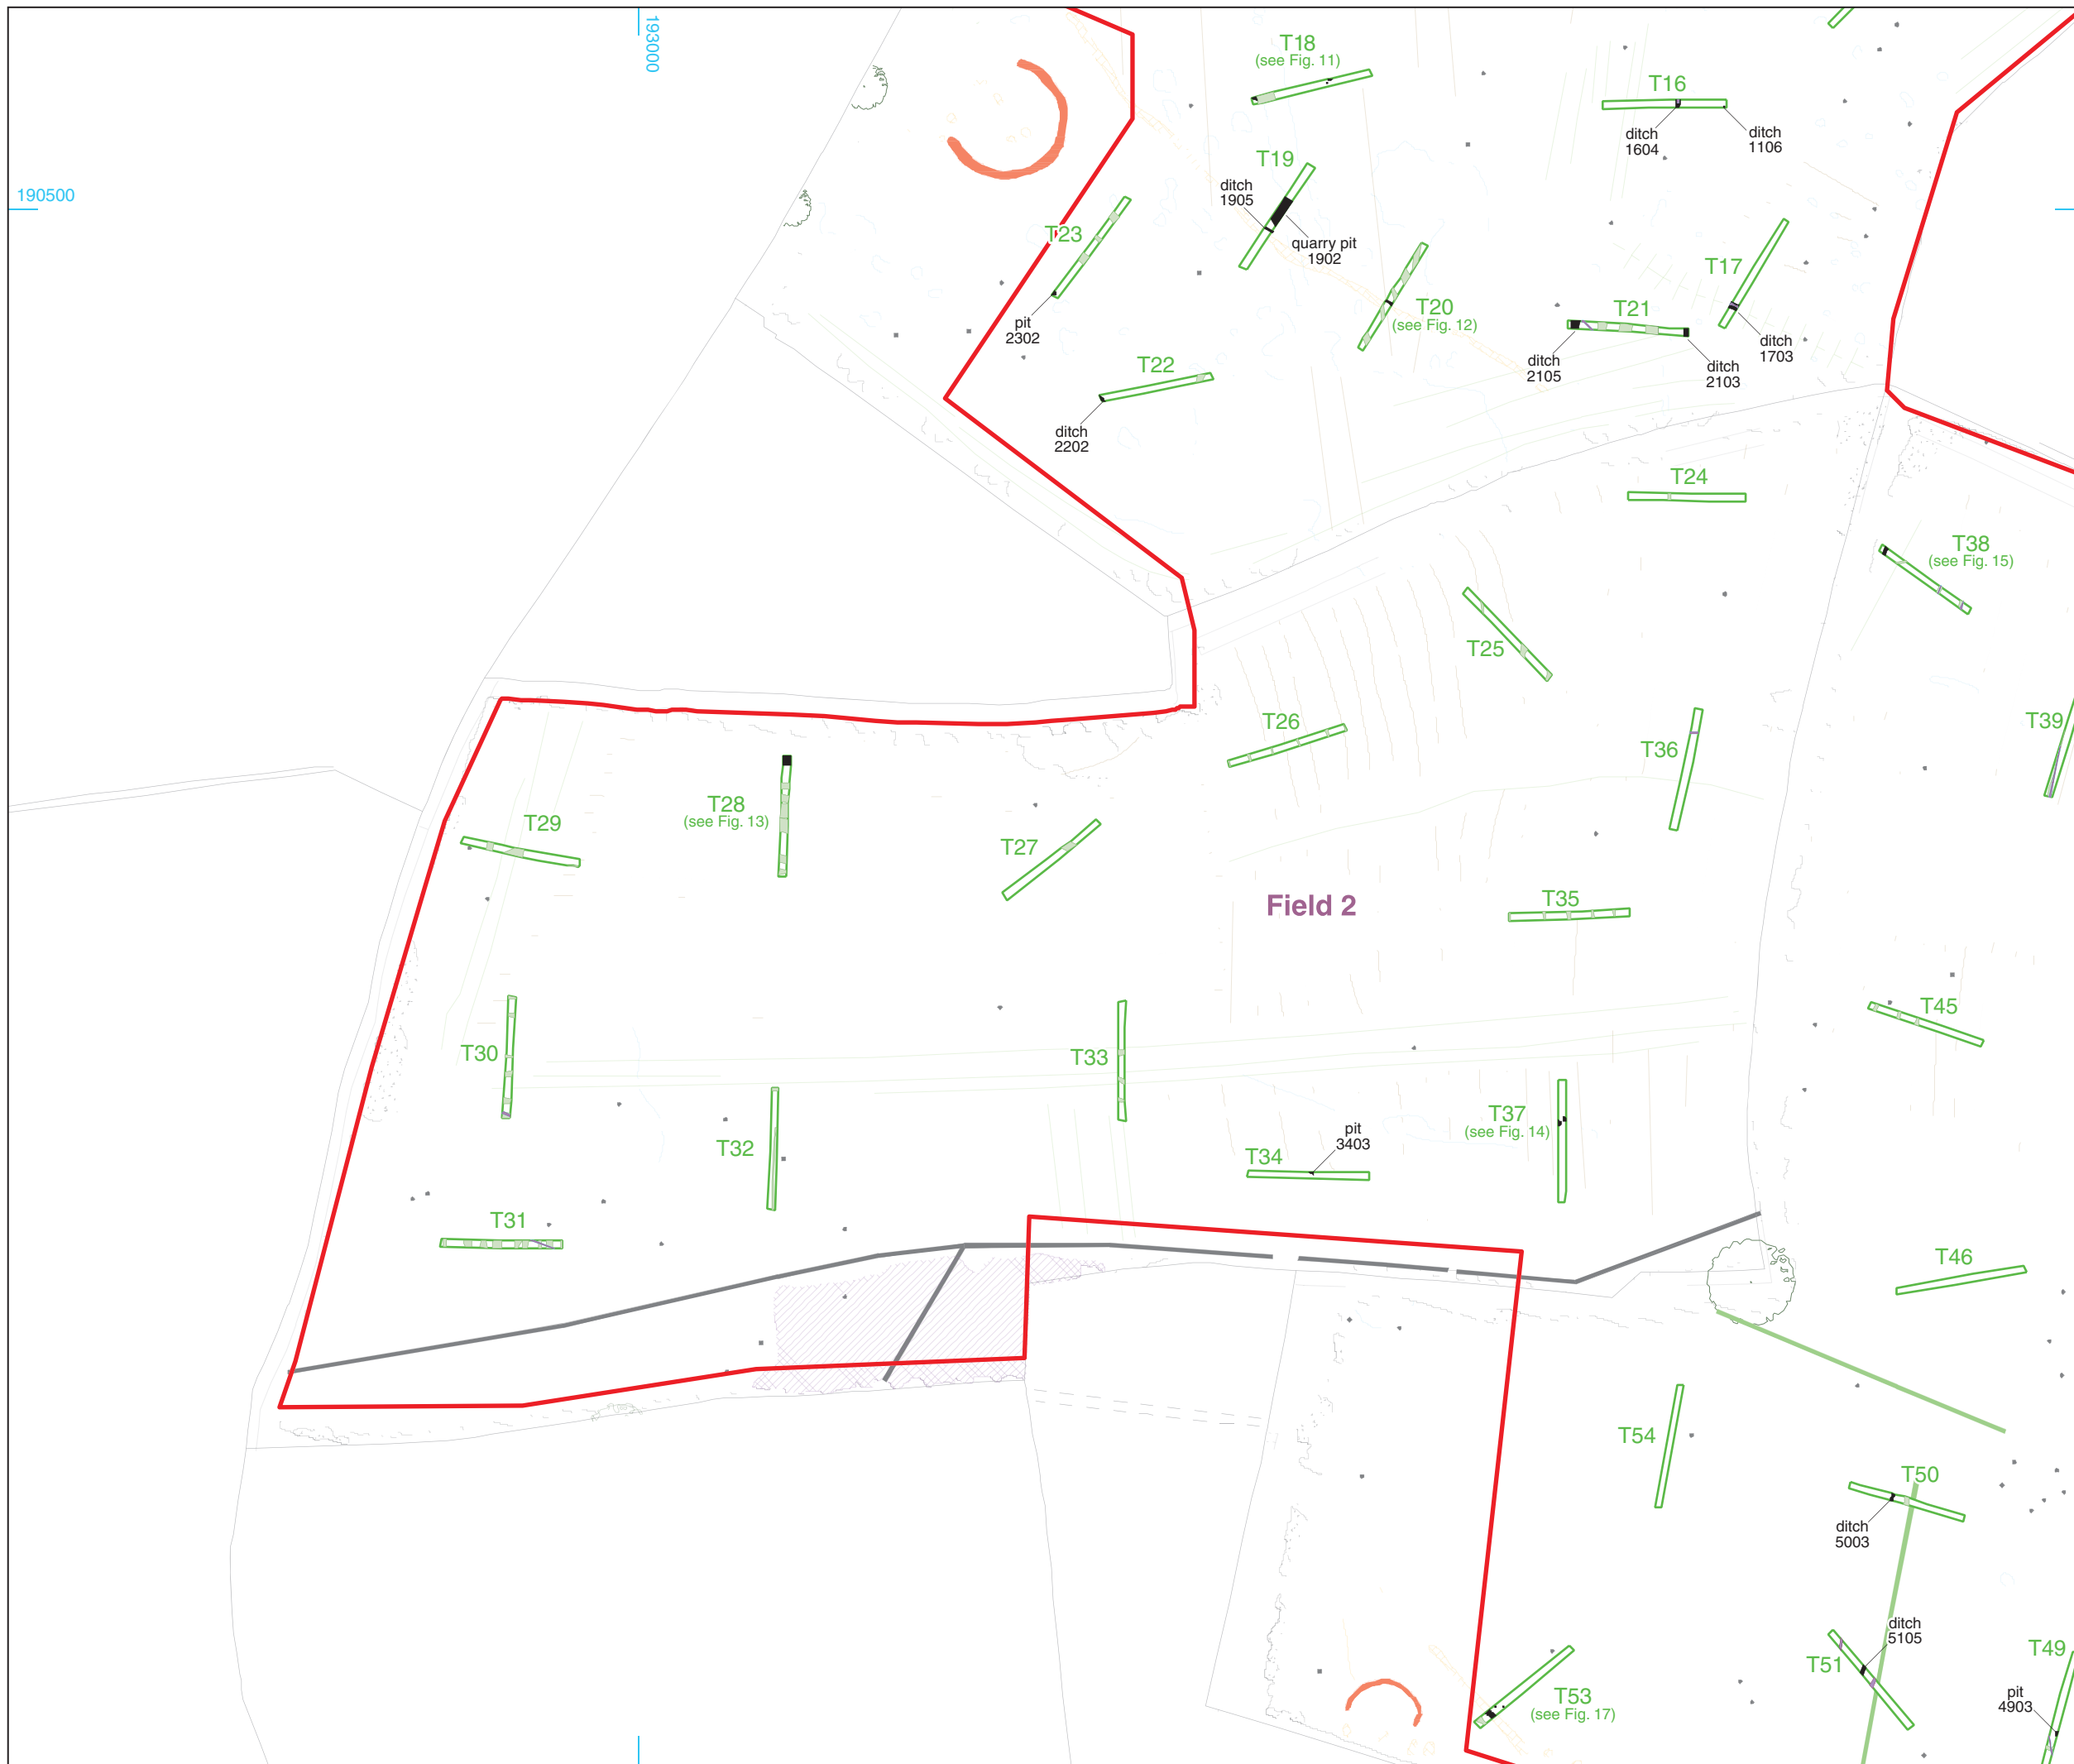 193000
190500
T18
(see Fig. 11)
T16
ditch
1604
ditch
1106
T19
ditch
1905
quarry pit
1902
T23
pit
2302
T20
(see Fig. 12)
T17
ditch
1703
T21
ditch
2105
ditch
2103
T22
ditch
2202
T24
T38
(see Fig. 15)
T25
T26
T36
T39
T28
(see Fig. 13)
T29
T27
Field 2
T35
T45
T30
T33
T32
T37
(see Fig. 14)
pit
3403
T34
T31
T46
T54
T50
ditch
5003
ditch
5105
T51
T49
pit
4903
T53
(see Fig. 17)